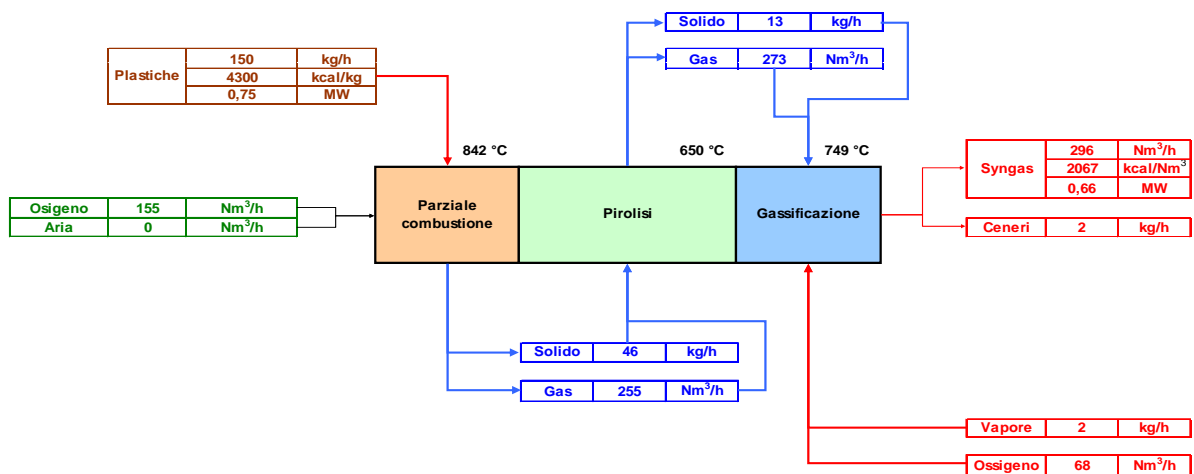 Solido 13 kg/h
Gas 273 Nm³/h
Plastiche 150 kg/h
4300 kcal/kg
0,75 MW
842 °C 650 °C 749 °C
Parziale combustione
Pirolisi
Gassificazione
Osigeno 155 Nm³/h
Aria 0 Nm³/h
Syngas 296 Nm³/h
2067 kcal/Nm³
0,66 MW
Ceneri 2 kg/h
Solido 46 kg/h
Gas 255 Nm³/h
Vapore 2 kg/h
Ossigeno 68 Nm³/h